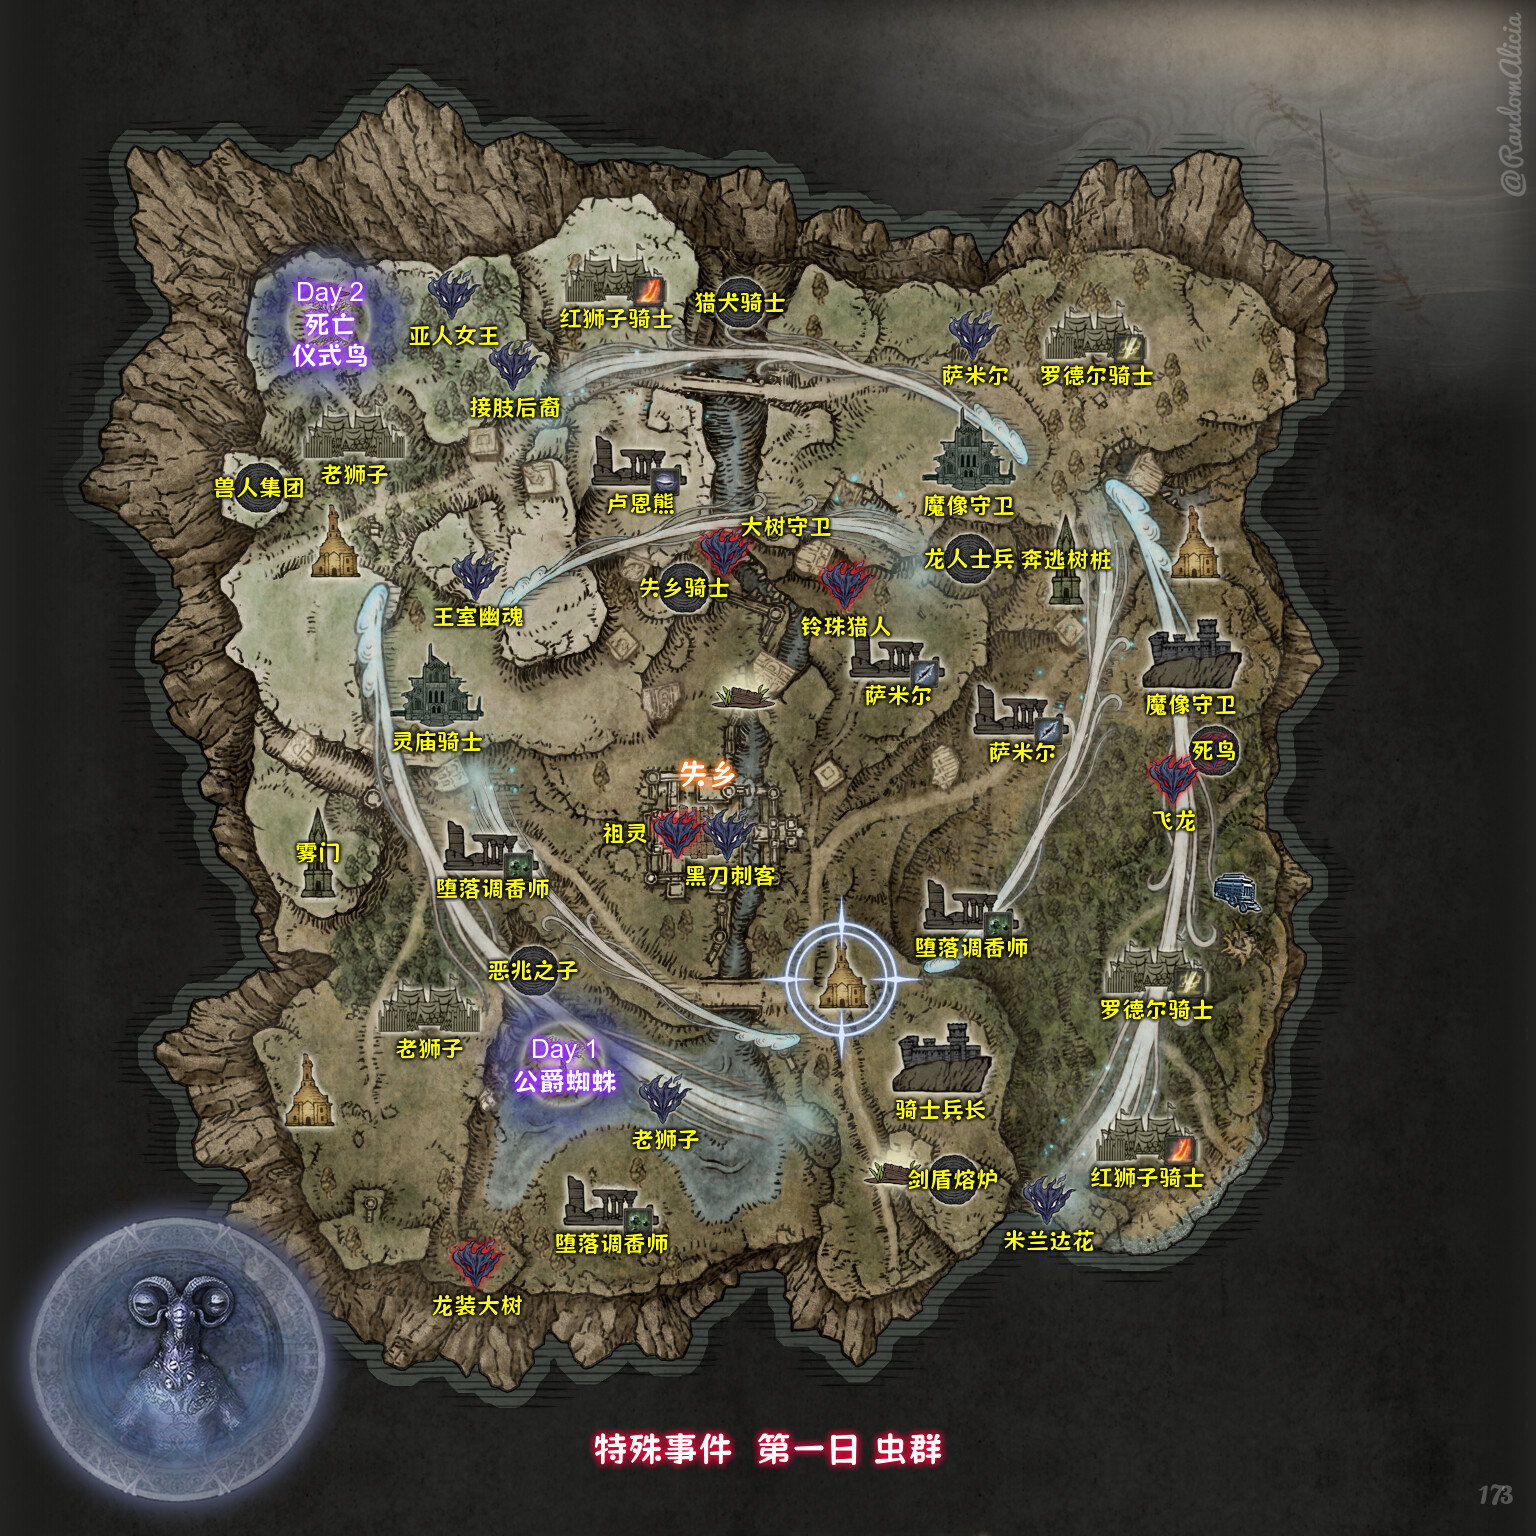 @RandomAlicia
Day 2
死亡
仪式鸟
亚人女王
红狮子骑士
猎犬骑士
萨米尔
罗德尔骑士
接肢后裔
老狮子
兽人集团
卢恩熊
魔像守卫
大树守卫
龙人士兵
奔逃树桩
失乡骑士
王室幽魂
铃珠猎人
萨米尔
魔像守卫
灵庙骑士
萨米尔
死鸟
失乡
飞龙
祖灵
雾门
黑刀刺客
堕落调香师
堕落调香师
恶兆之子
罗德尔骑士
老狮子
Day 1
公爵蜘蛛
骑士兵长
老狮子
剑盾熔炉
红狮子骑士
米兰达花
堕落调香师
龙装大树
特殊事件 第一日 虫群
173